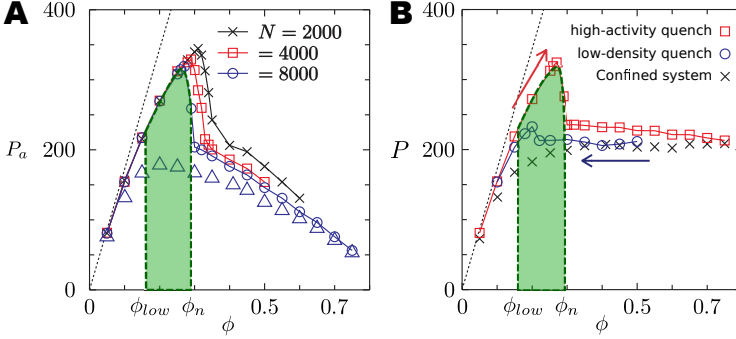 A
400
200
0
P_a
N = 2000
= 4000
= 8000
0
ϕ_low
ϕ_n
0.5
0.7
ϕ
B
400
200
0
P
high-activity quench
low-density quench
Confined system
0
ϕ_low
ϕ_n
0.5
0.7
ϕ